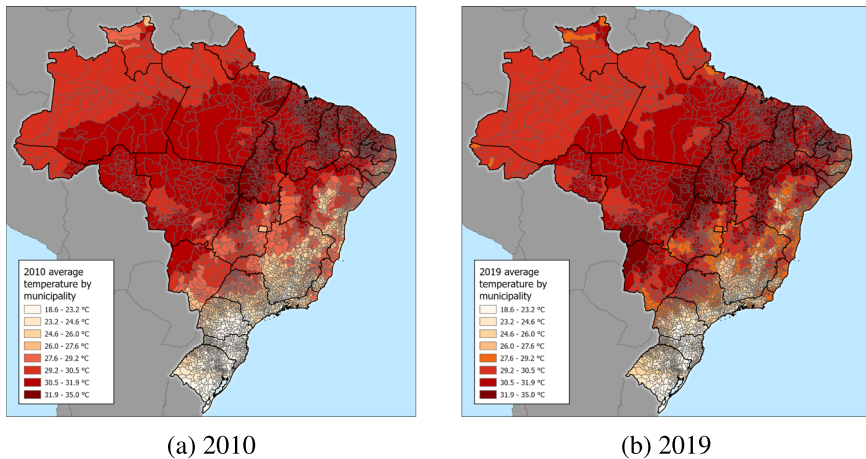 2010 average
temperature by
municipality
18.6 - 23.2 °C
23.2 - 24.6 °C
24.6 - 26.0 °C
26.0 - 27.6 °C
27.6 - 29.2 °C
29.2 - 30.5 °C
30.5 - 31.9 °C
31.9 - 35.0 °C
(a) 2010
2019 average
temperature by
municipality
18.6 - 23.2 °C
23.2 - 24.6 °C
24.6 - 26.0 °C
26.0 - 27.6 °C
27.6 - 29.2 °C
29.2 - 30.5 °C
30.5 - 31.9 °C
31.9 - 35.0 °C
(b) 2019